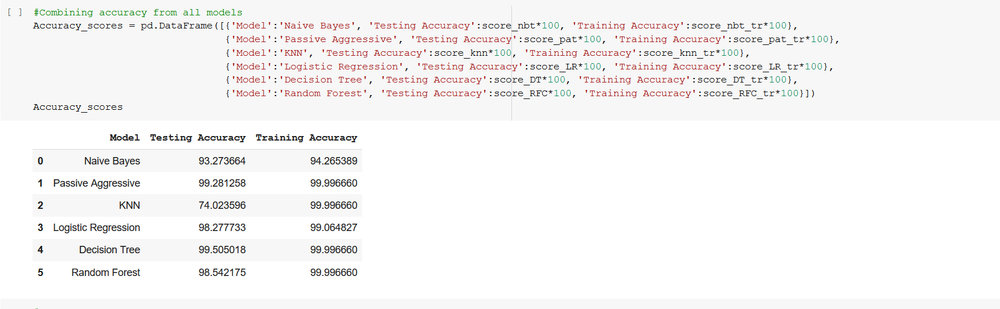 [ ] #Combining accuracy from all models
Accuracy_scores = pd.DataFrame([{'Model':'Naive Bayes', 'Testing Accuracy':score_nbt*100, 'Training Accuracy':score_nbt_tr*100},
{'Model':'Passive Aggressive', 'Testing Accuracy':score_pat*100, 'Training Accuracy':score_pat_tr*100},
{'Model':'KNN', 'Testing Accuracy':score_knn*100, 'Training Accuracy':score_knn_tr*100},
{'Model':'Logistic Regression', 'Testing Accuracy':score_LR*100, 'Training Accuracy':score_LR_tr*100},
{'Model':'Decision Tree', 'Testing Accuracy':score_DT*100, 'Training Accuracy':score_DT_tr*100},
{'Model':'Random Forest', 'Testing Accuracy':score_RFC*100, 'Training Accuracy':score_RFC_tr*100}])
Accuracy_scores
Model Testing Accuracy Training Accuracy
0 Naive Bayes 93.273664 94.265389
1 Passive Aggressive 99.281258 99.996660
2 KNN 74.023596 99.996660
3 Logistic Regression 98.277733 99.064827
4 Decision Tree 99.505018 99.996660
5 Random Forest 98.542175 99.996660